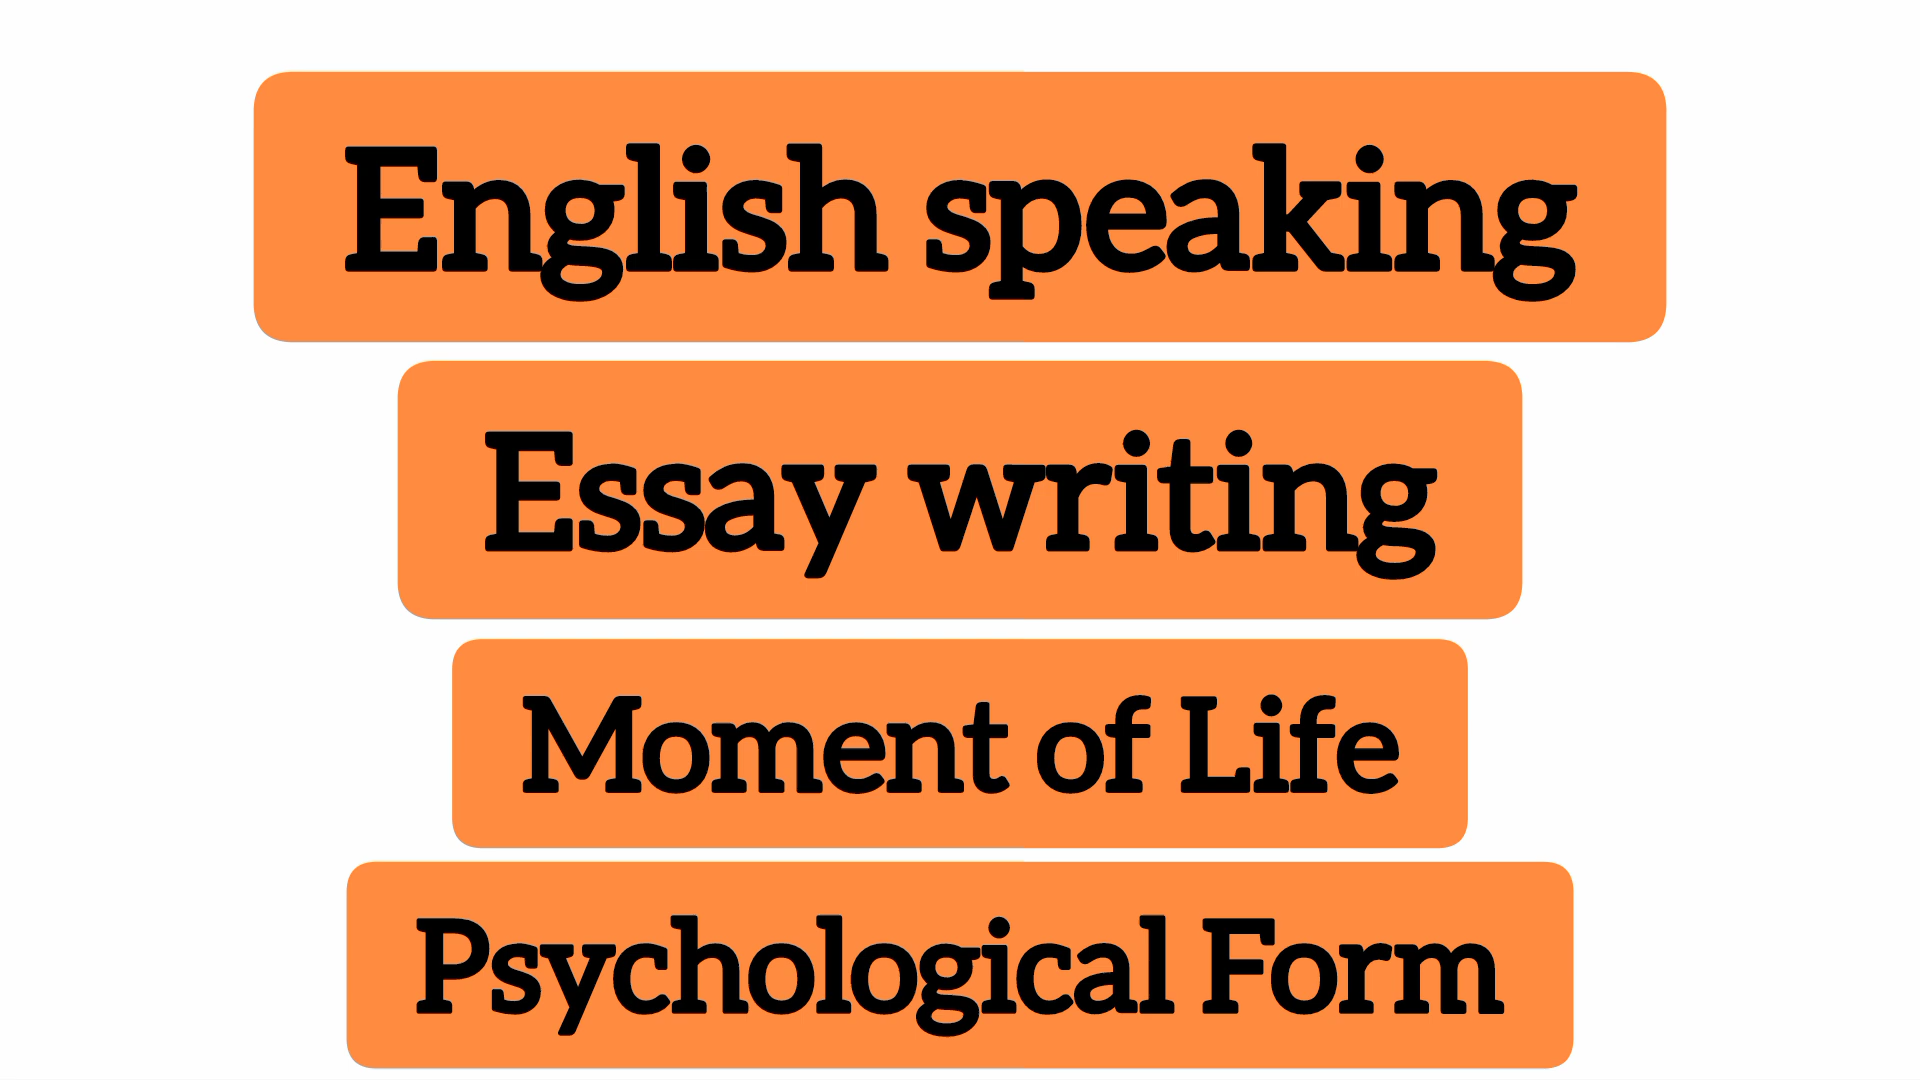 English speaking
Essay writing
Moment of Life
Psychological Form